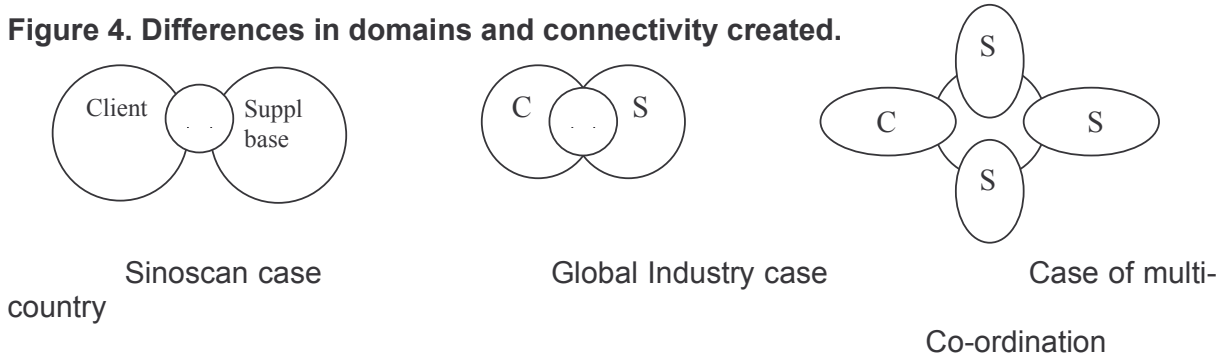 Figure 4. Differences in domains and connectivity created.
Client
Suppl
base
C
S
S
C
S
S
Sinoscan case
Global Industry case
Case of multi-
country
Co-ordination